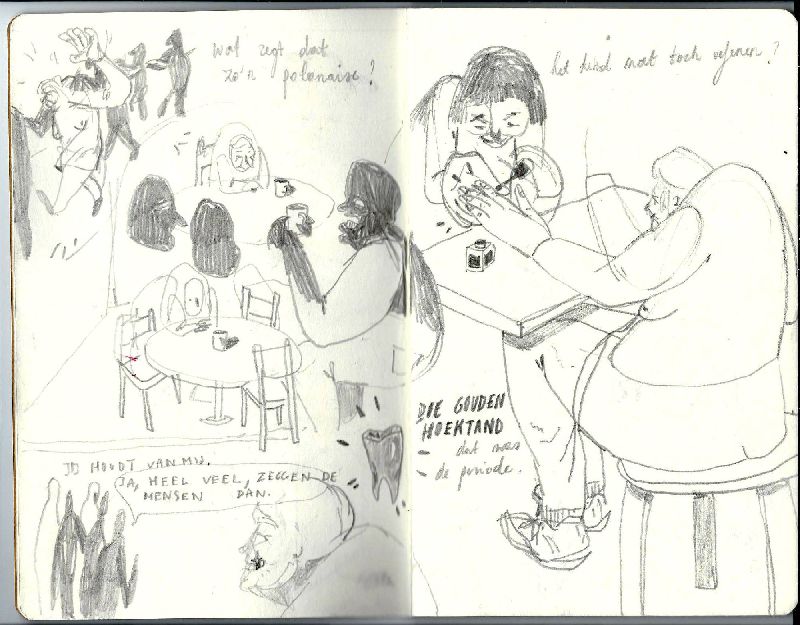 wat zegt dat
zo'n polonaise?
JIJ HOUDT VAN MIJ.
JA, HEEL VEEL, ZEGGEN DE
MENSEN DAN.
het kind moet toch oefenen?
DIE GOUDEN
HOEKTAND
dat was
de periode.